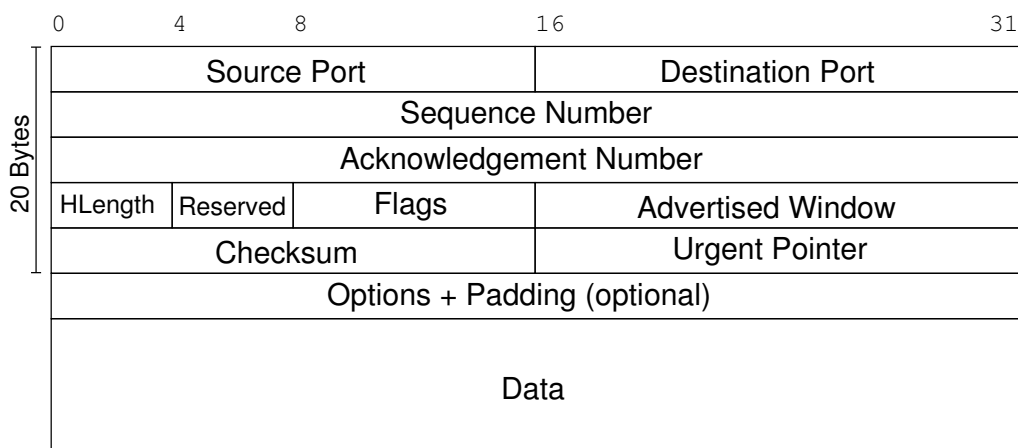 0 4 8 16 31
Source Port Destination Port
Sequence Number
Acknowledgement Number
HLength Reserved Flags Advertised Window
Checksum Urgent Pointer
Options + Padding (optional)
Data
20 Bytes